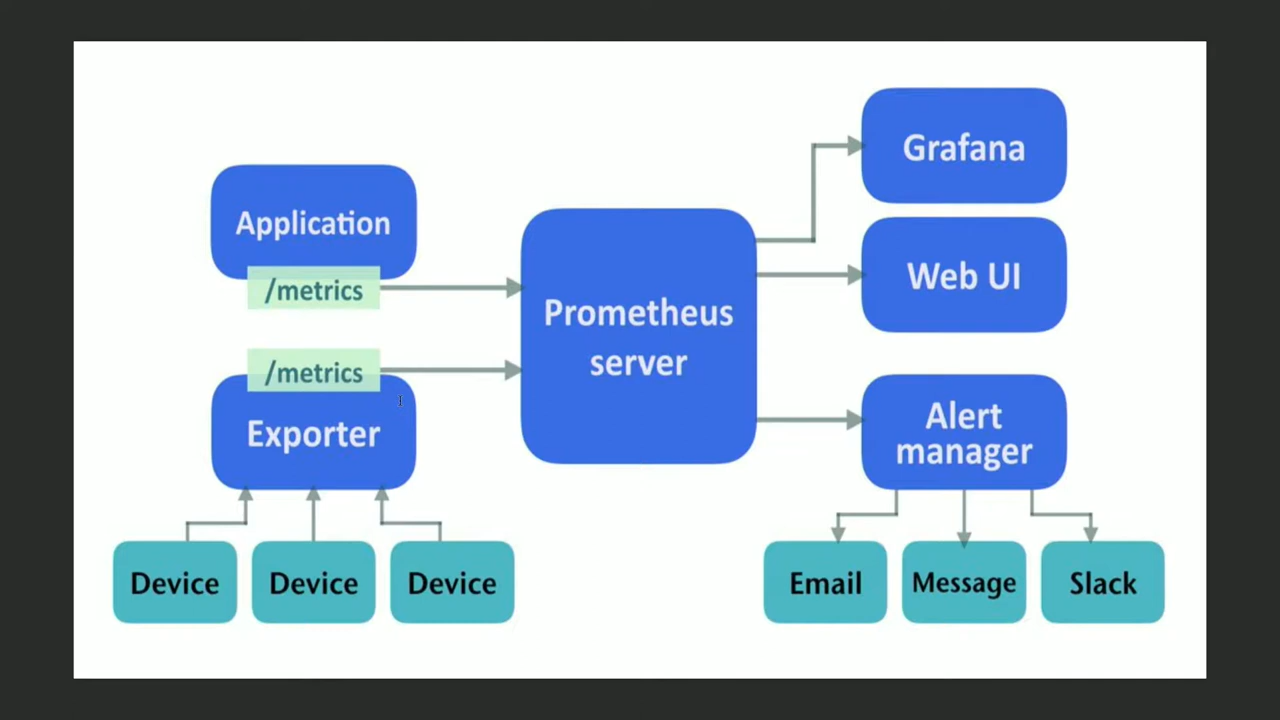 Application
/metrics
/metrics
Exporter
Device
Device
Device
Prometheus
server
Grafana
Web UI
Alert
manager
Email
Message
Slack